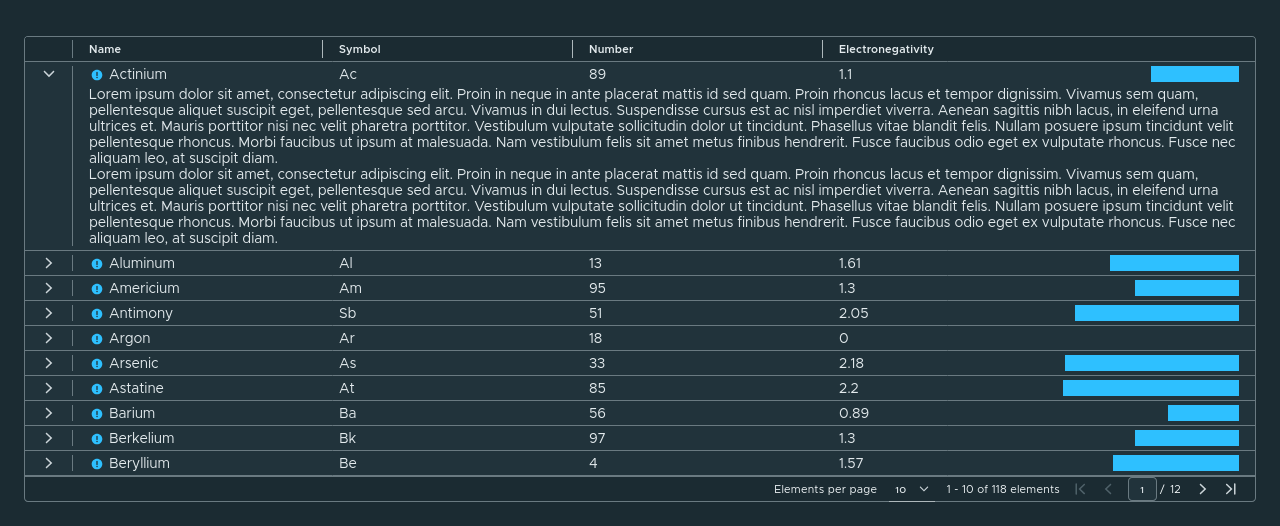 Name Symbol Number Electronegativity
Actinium Ac 89 1.1
Lorem ipsum dolor sit amet, consectetur adipiscing elit. Proin in neque in ante placerat mattis id sed quam. Proin rhoncus lacus et tempor dignissim. Vivamus sem quam,
pellentesque aliquet suscipit eget, pellentesque sed arcu. Vivamus in dui lectus. Suspendisse cursus est ac nisl imperdiet viverra. Aenean sagittis nibh lacus, in eleifend urna
ultrices et. Mauris porttitor nisi nec velit pharetra porttitor. Vestibulum vulputate sollicitudin dolor ut tincidunt. Phasellus vitae blandit felis. Nullam posuere ipsum tincidunt velit
pellentesque rhoncus. Morbi faucibus ut ipsum at malesuada. Nam vestibulum felis sit amet metus finibus hendrerit. Fusce faucibus odio eget ex vulputate rhoncus. Fusce nec
aliquam leo, at suscipit diam.
Lorem ipsum dolor sit amet, consectetur adipiscing elit. Proin in neque in ante placerat mattis id sed quam. Proin rhoncus lacus et tempor dignissim. Vivamus sem quam,
pellentesque aliquet suscipit eget, pellentesque sed arcu. Vivamus in dui lectus. Suspendisse cursus est ac nisl imperdiet viverra. Aenean sagittis nibh lacus, in eleifend urna
ultrices et. Mauris porttitor nisi nec velit pharetra porttitor. Vestibulum vulputate sollicitudin dolor ut tincidunt. Phasellus vitae blandit felis. Nullam posuere ipsum tincidunt velit
pellentesque rhoncus. Morbi faucibus ut ipsum at malesuada. Nam vestibulum felis sit amet metus finibus hendrerit. Fusce faucibus odio eget ex vulputate rhoncus. Fusce nec
aliquam leo, at suscipit diam.
Aluminum Al 13 1.61
Americium Am 95 1.3
Antimony Sb 51 2.05
Argon Ar 18 0
Arsenic As 33 2.18
Astatine At 85 2.2
Barium Ba 56 0.89
Berkelium Bk 97 1.3
Beryllium Be 4 1.57
Elements per page 10 1 - 10 of 118 elements 1 / 12